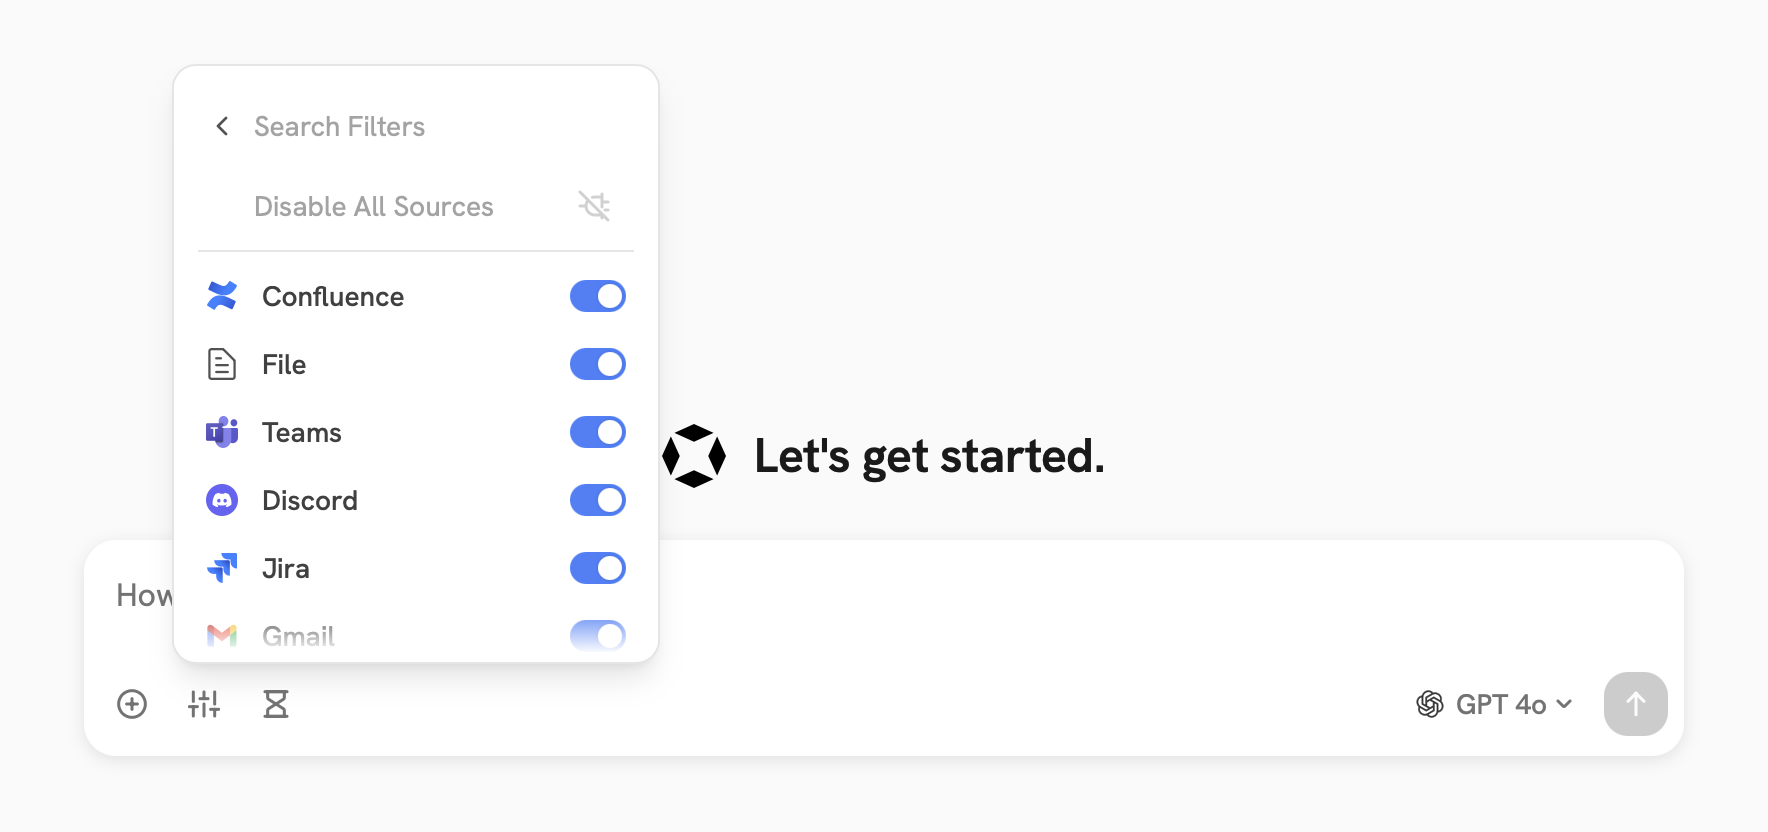 Search Filters
Disable All Sources
Confluence
File
Teams
Discord
Jira
Gmail
Let's get started.
How
GPT 4o